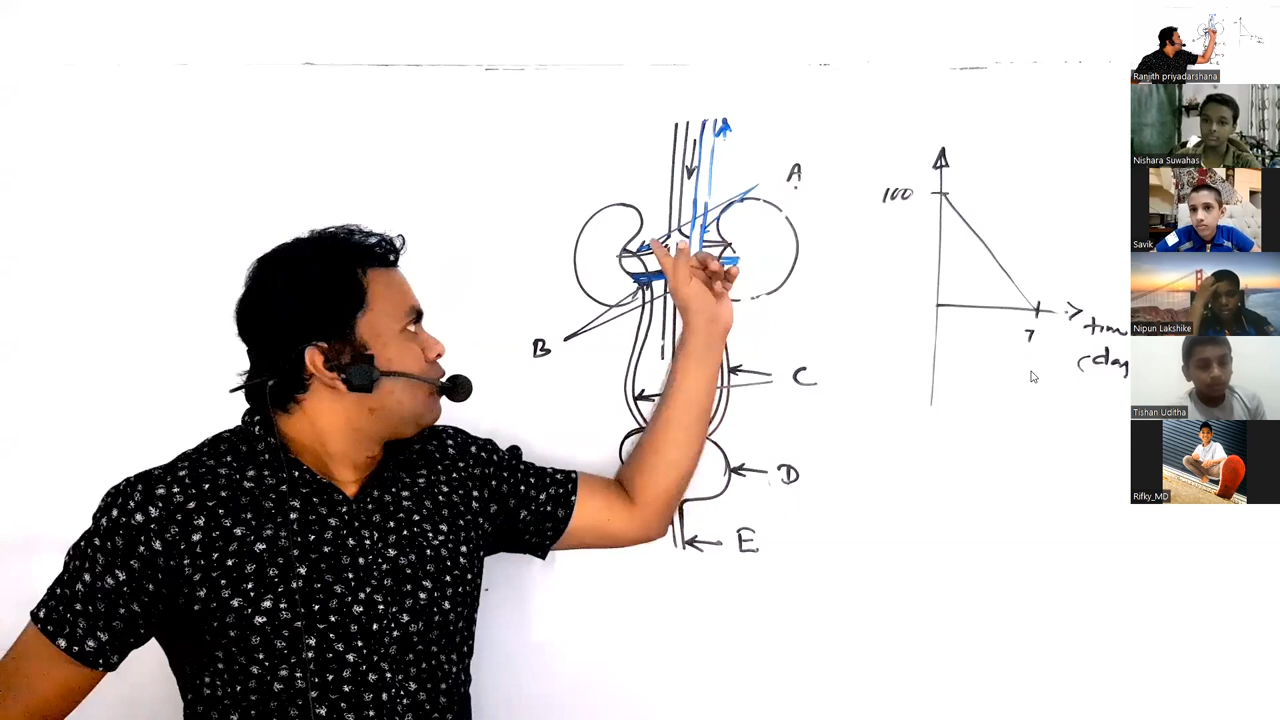 A
B
C
D
E
100
7
Ranjith priyadarshana
Nishara Suwahas
Savik
Nipun Lakshike
Tishan Uditha
Rifky_MD